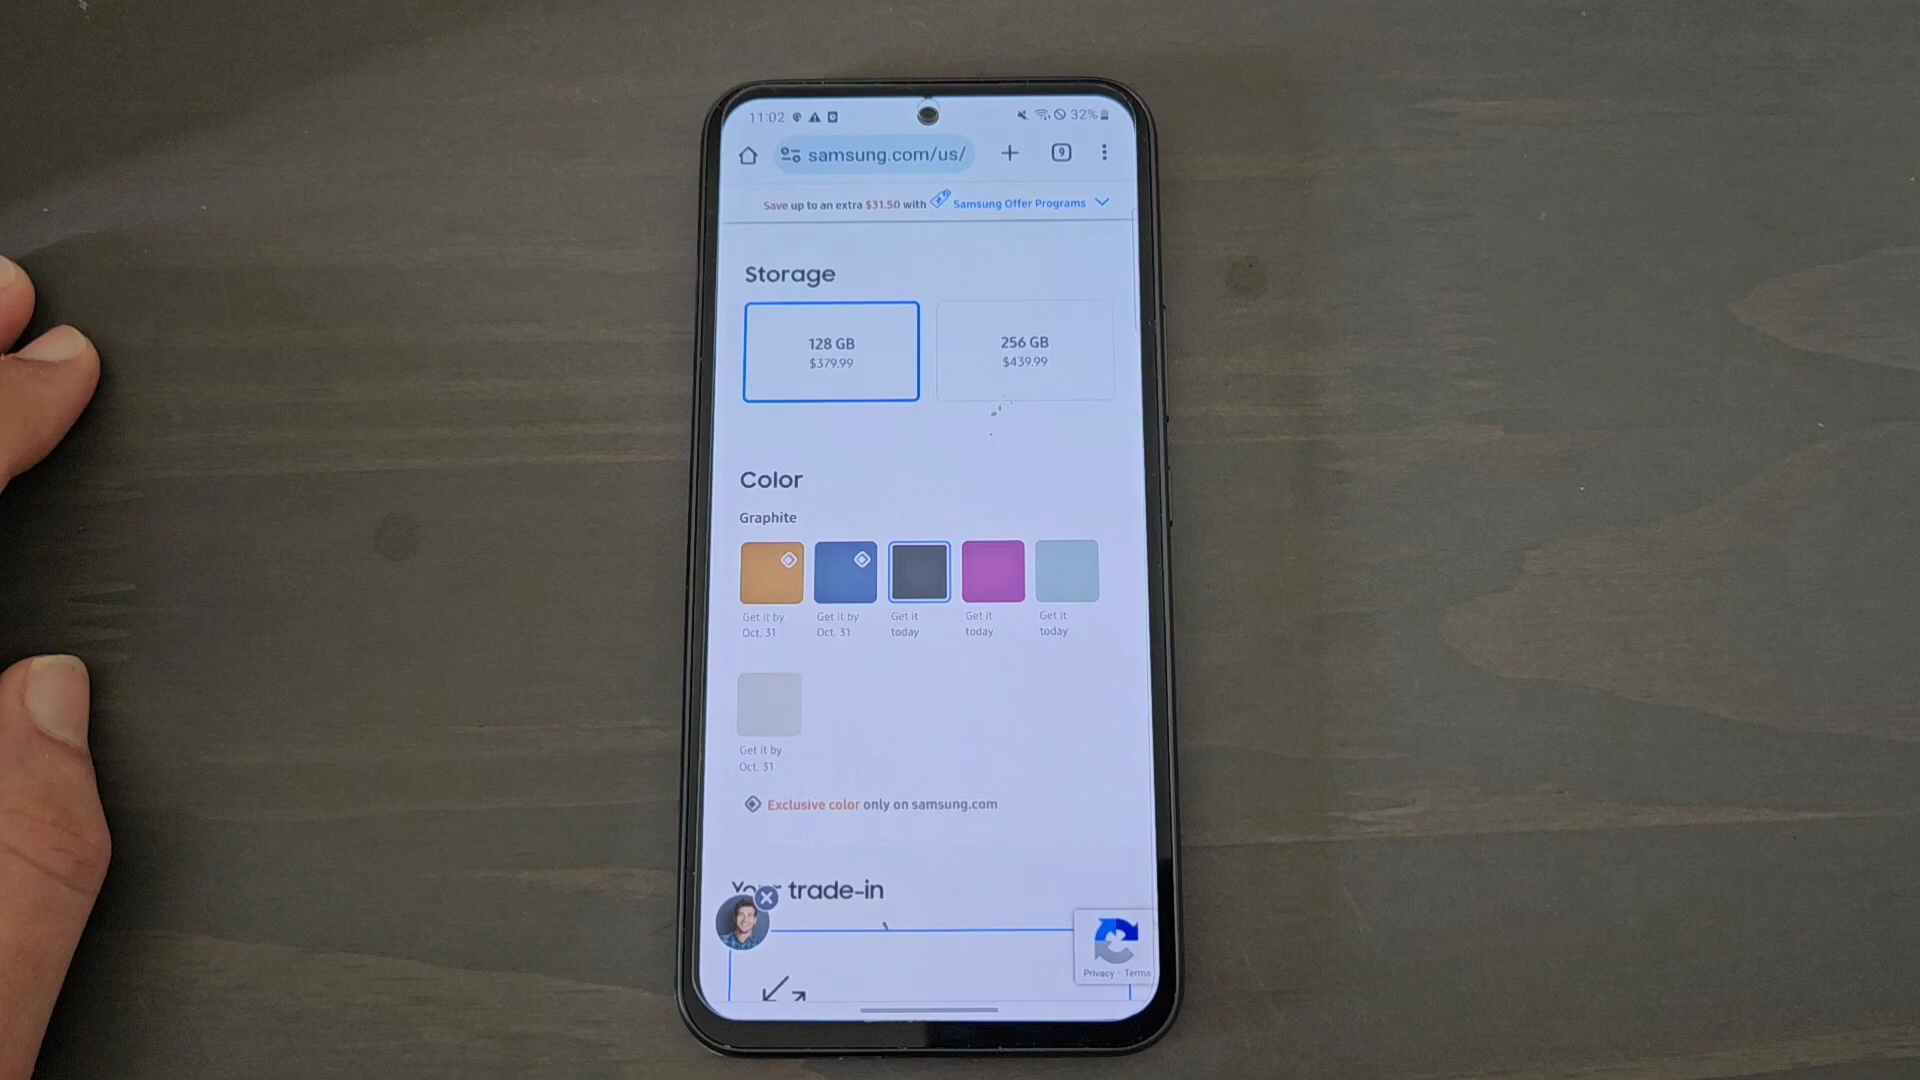 11:02 32%
samsung.com/us/ 9
Save up to an extra $31.50 with Samsung Offer Programs
Storage
128 GB 256 GB
$379.99 $439.99
Color
Graphite
Get it by Get it by Get it Get it Get it
Oct. 31 Oct. 31 today today today
Get it by
Oct. 31
Exclusive color only on samsung.com
trade-in
Privacy - Terms